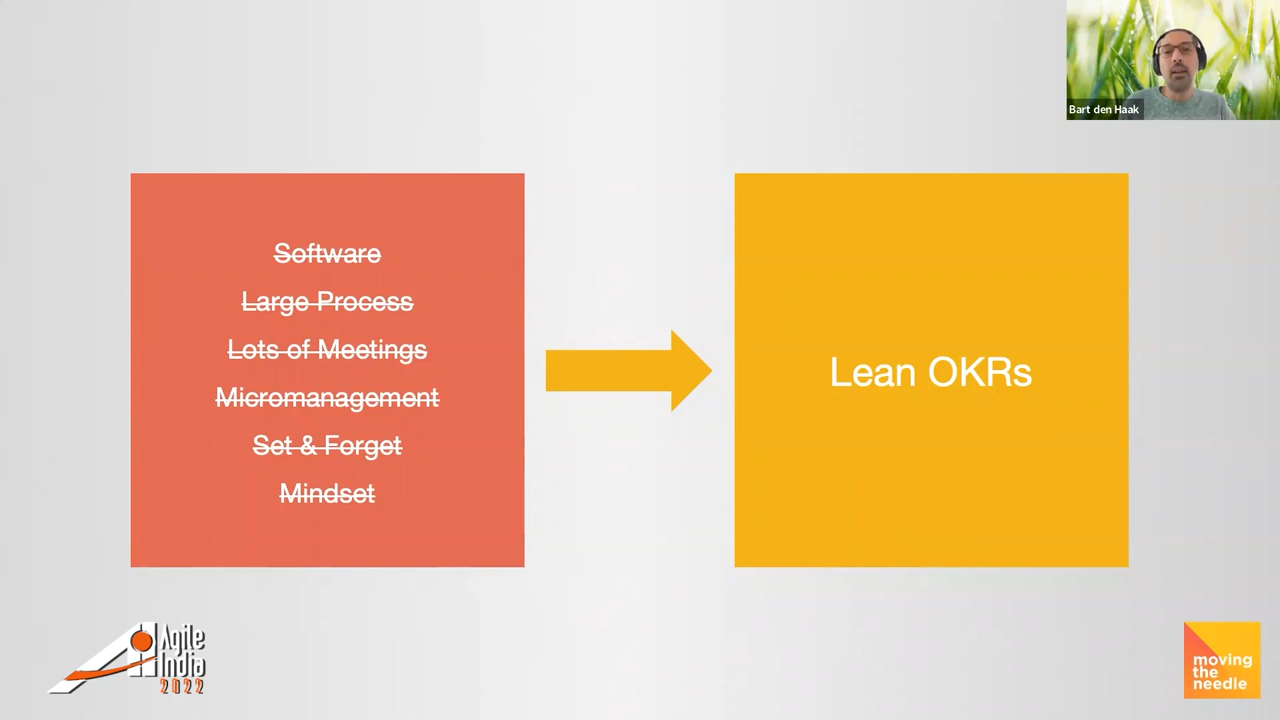 Bart den Haak
Software
Large Process
Lots of Meetings
Micromanagement
Set & Forget
Mindset
Lean OKRs
Agile
India
2022
moving
the
needle